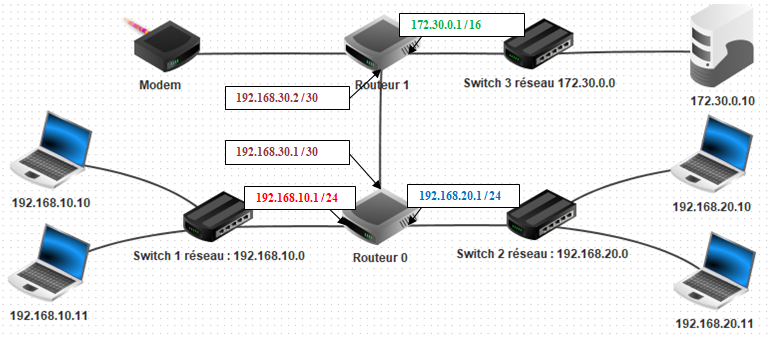 172.30.0.1 / 16
Modem
Routeur 1
Switch 3 réseau 172.30.0.0
172.30.0.10
192.168.30.2 / 30
192.168.30.1 / 30
192.168.10.10
192.168.10.1 / 24
192.168.20.1 / 24
192.168.20.10
Switch 1 réseau : 192.168.10.0
Routeur 0
Switch 2 réseau : 192.168.20.0
192.168.10.11
192.168.20.11